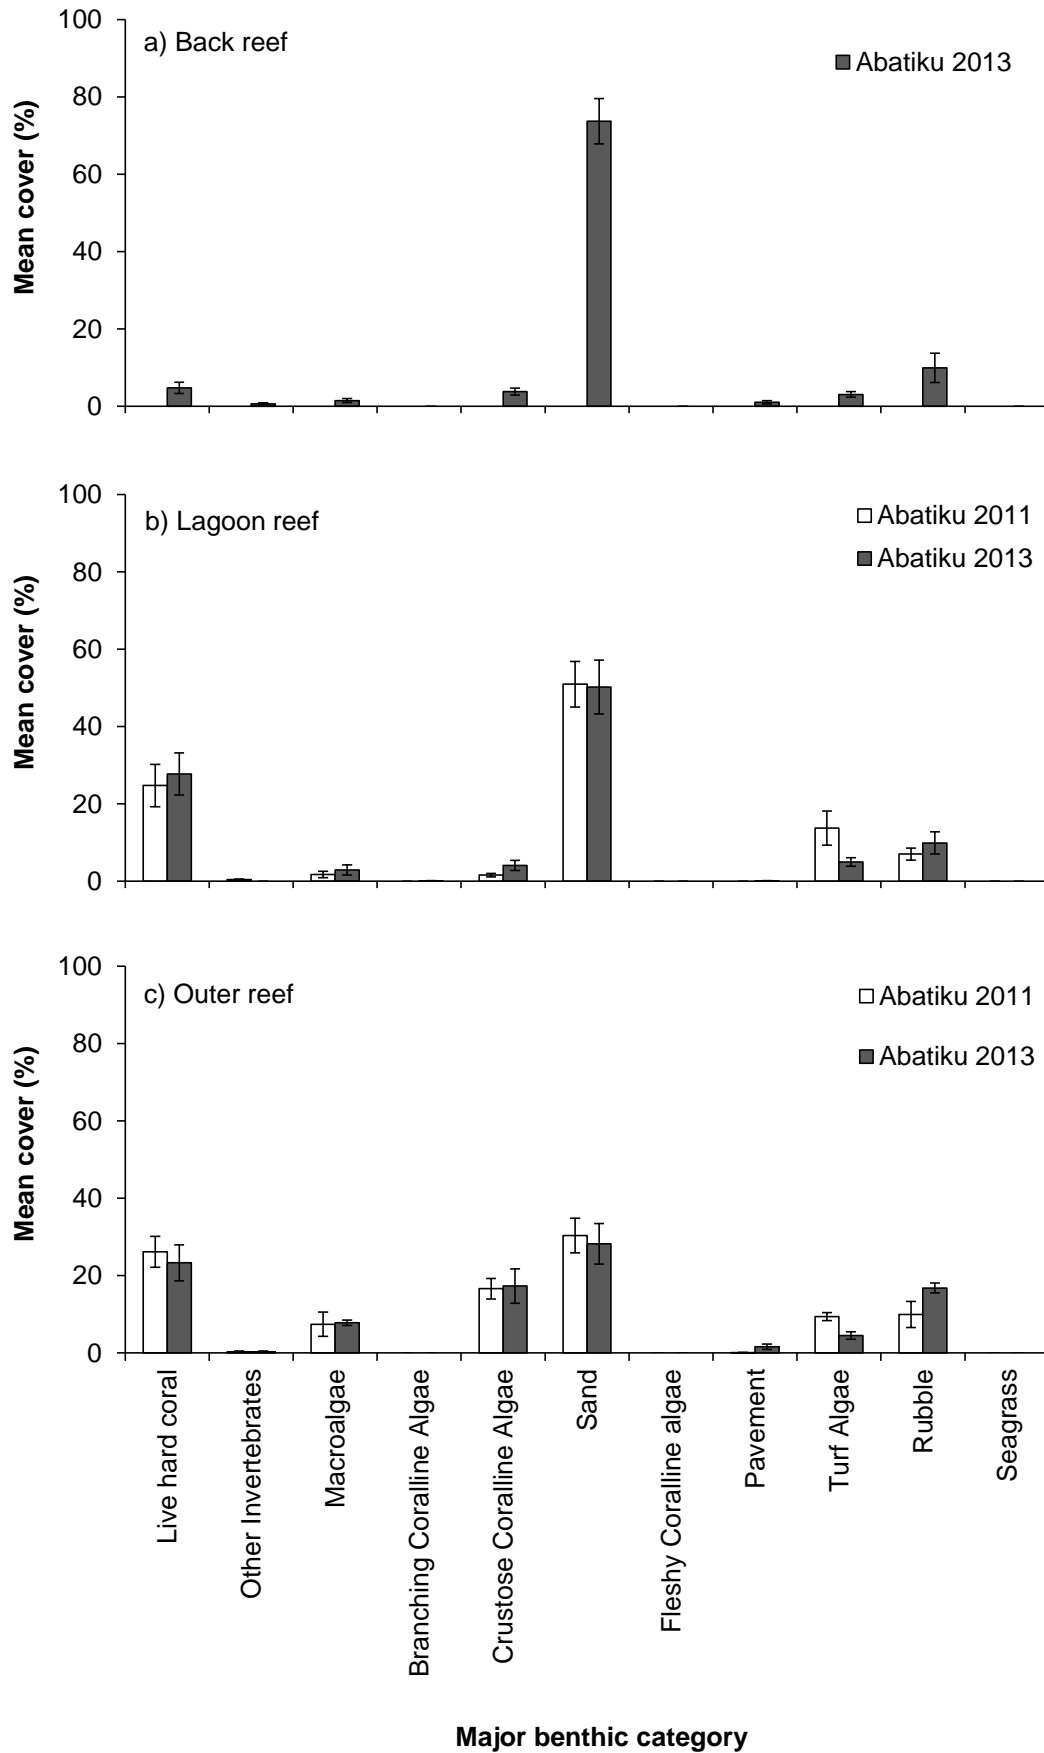 a) Back reef
Abatiku 2013
Mean cover (%)
100
80
60
40
20
0
b) Lagoon reef
Abatiku 2011
Abatiku 2013
Mean cover (%)
100
80
60
40
20
0
c) Outer reef
Abatiku 2011
Abatiku 2013
Mean cover (%)
100
80
60
40
20
0
Live hard coral
Other Invertebrates
Macroalgae
Branching Coralline Algae
Crustose Coralline Algae
Sand
Fleshy Coralline algae
Pavement
Turf Algae
Rubble
Seagrass
Major benthic category